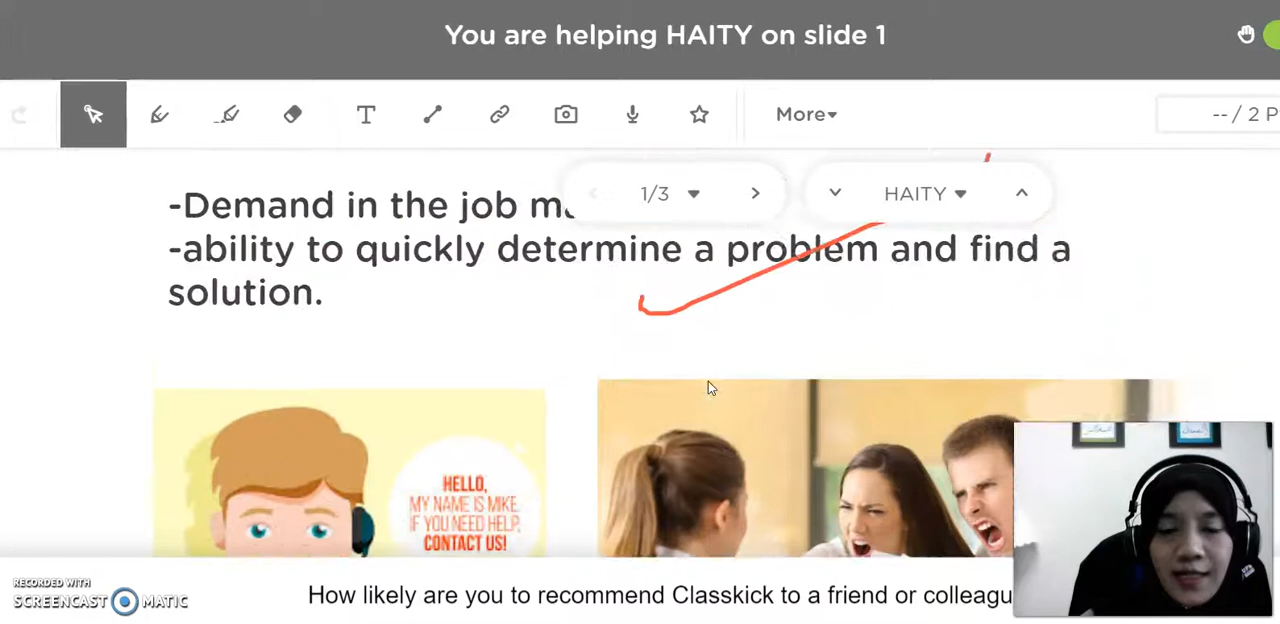 You are helping HAITY on slide 1
More
-- / 2 P
1/3
HAITY
-Demand in the job
-ability to quickly determine a problem and find a
solution.
HELLO,
MY NAME IS MIKE.
IF YOU NEED HELP,
CONTACT US!
RECORDED WITH
SCREENCAST MATIC
How likely are you to recommend Classkick to a friend or